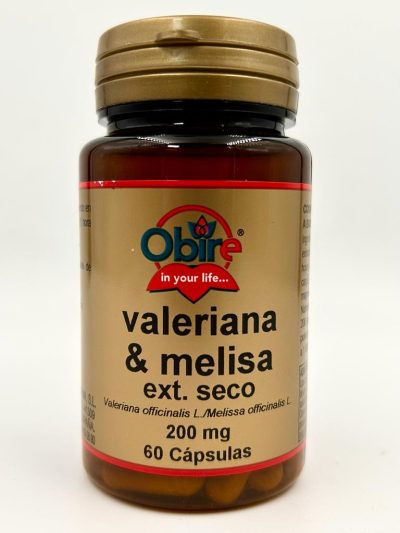 Obire®
in your life...
valeriana
& melisa
ext. seco
Valeriana officinalis L./Melissa officinalis L.
200 mg
60 Cápsulas